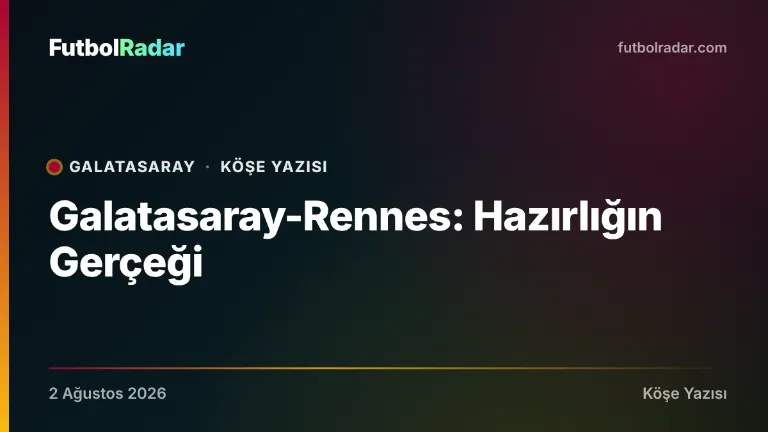 FutbolRadar
futbolradar.com
GALATASARAY · KÖŞE YAZISI
Galatasaray-Rennes: Hazırlığın
Gerçeği
2 Ağustos 2026
Köşe Yazısı